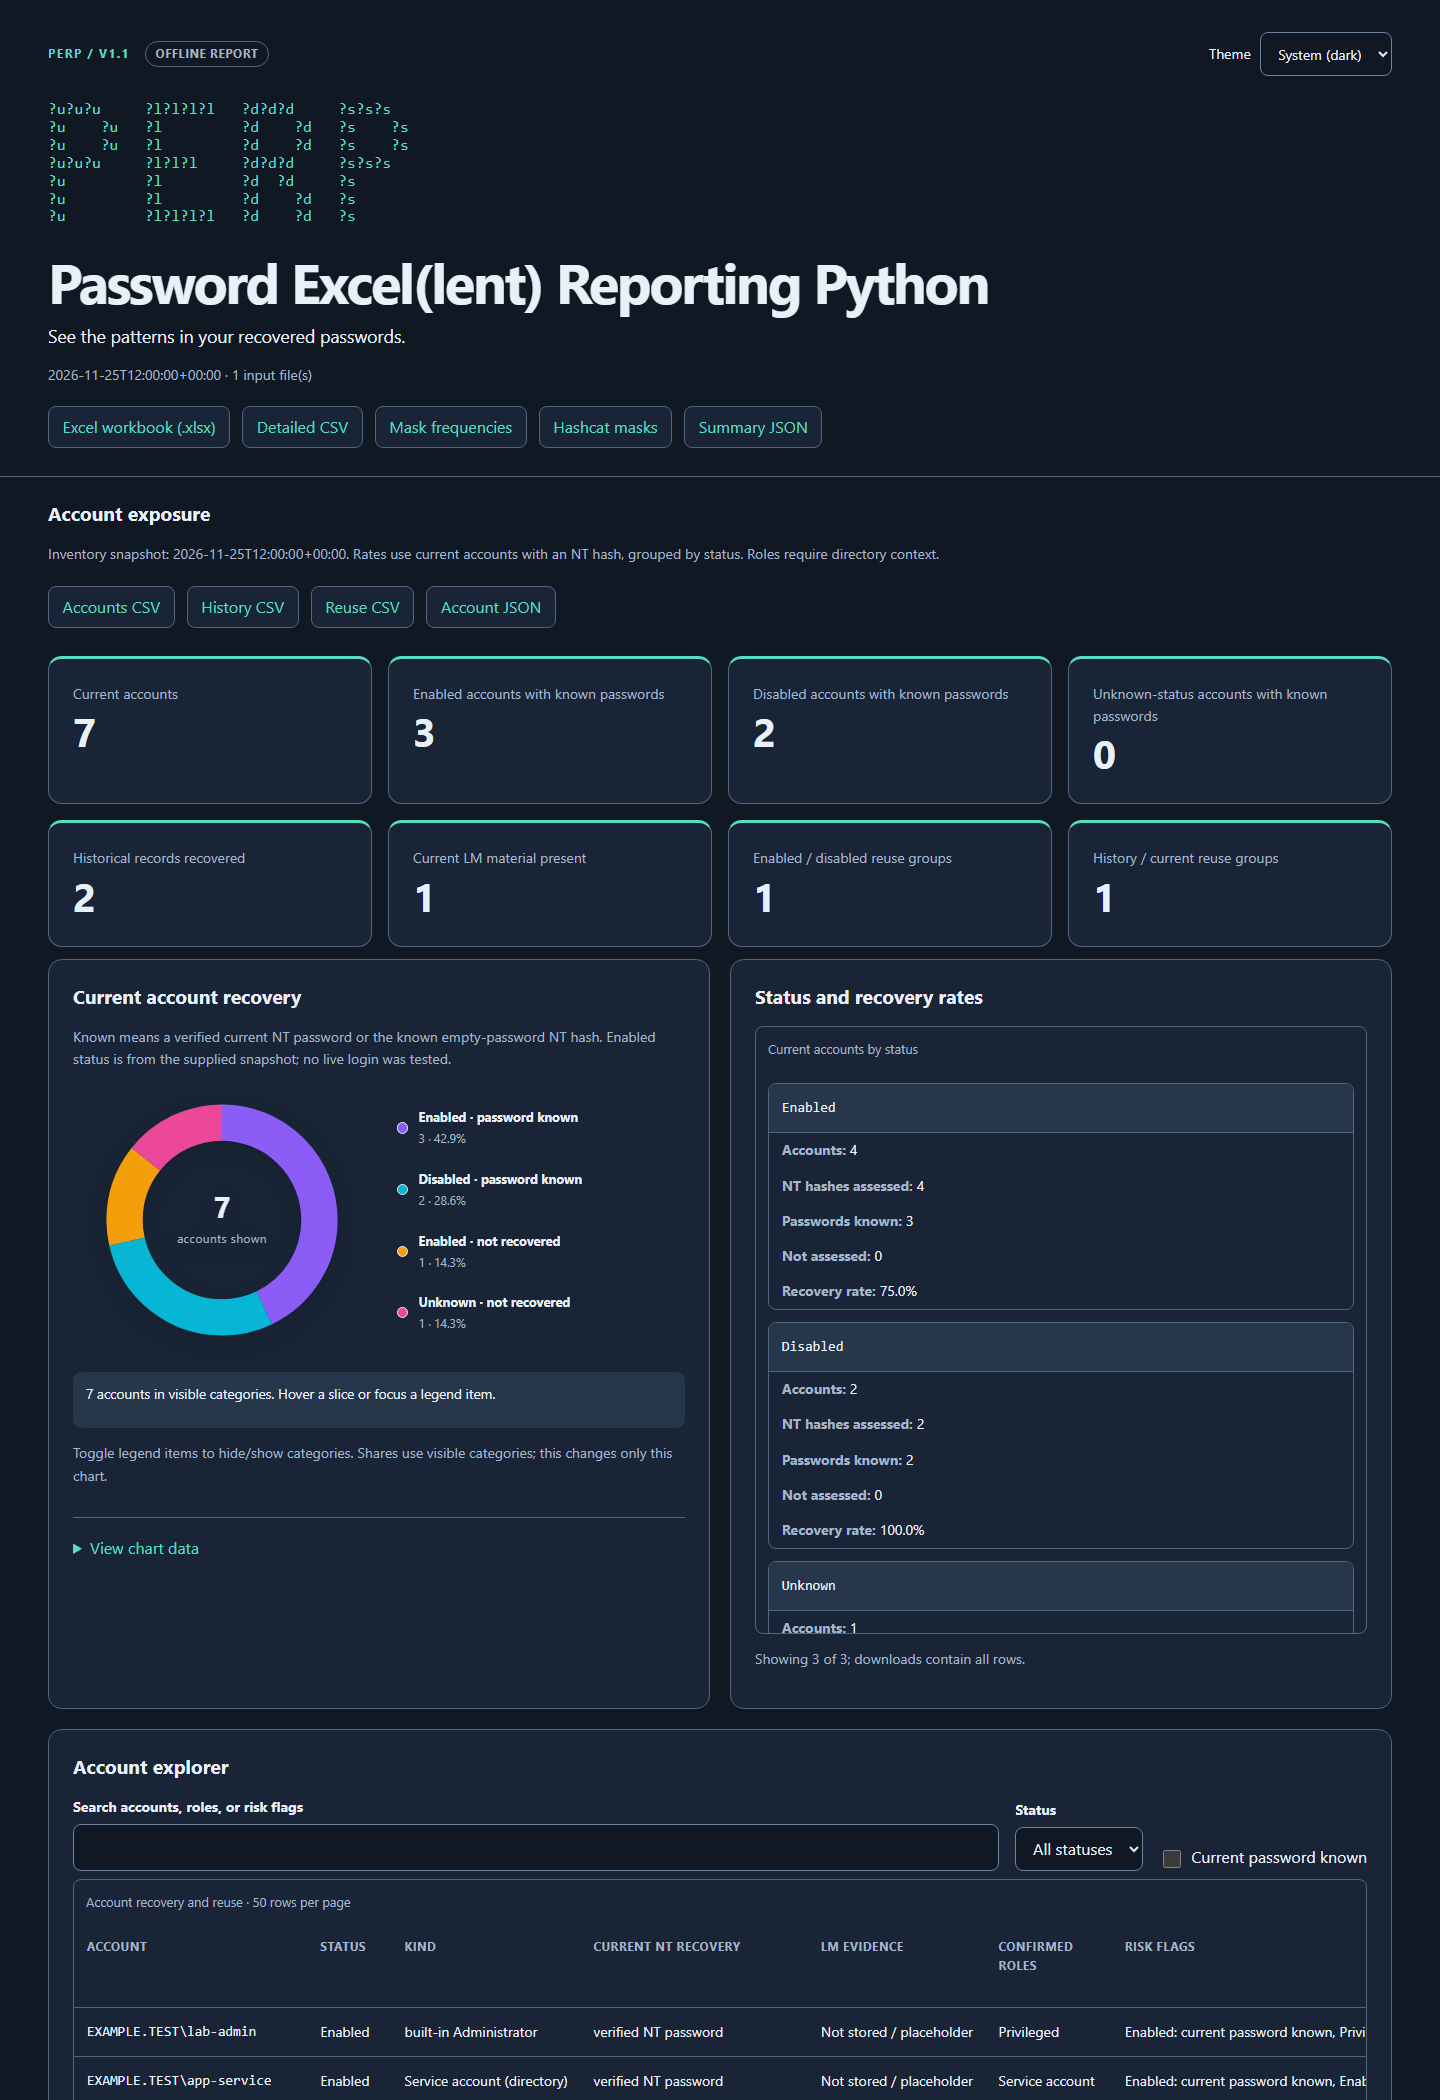 PERP / V1.1
OFFLINE REPORT
Theme
System (dark)
?u?u?u     ?l?l?l?l   ?d?d?d     ?s?s?s
?u    ?u   ?l         ?d    ?d   ?s    ?s
?u    ?u   ?l         ?d    ?d   ?s    ?s
?u?u?u     ?l?l?l     ?d?d?d     ?s?s?s
?u         ?l         ?d  ?d     ?s
?u         ?l         ?d    ?d   ?s
?u         ?l?l?l?l   ?d    ?d   ?s
Password Excel(lent) Reporting Python
See the patterns in your recovered passwords.
2026-11-25T12:00:00+00:00 · 1 input file(s)
Excel workbook (.xlsx)
Detailed CSV
Mask frequencies
Hashcat masks
Summary JSON
Account exposure
Inventory snapshot: 2026-11-25T12:00:00+00:00. Rates use current accounts with an NT hash, grouped by status. Roles require directory context.
Accounts CSV
History CSV
Reuse CSV
Account JSON
Current accounts
7
Enabled accounts with known passwords
3
Disabled accounts with known passwords
2
Unknown-status accounts with known
passwords
0
Historical records recovered
2
Current LM material present
1
Enabled / disabled reuse groups
1
History / current reuse groups
1
Current account recovery
Known means a verified current NT password or the known empty-password NT hash. Enabled
status is from the supplied snapshot; no live login was tested.
7
accounts shown
Enabled · password known
3 · 42.9%
Disabled · password known
2 · 28.6%
Enabled · not recovered
1 · 14.3%
Unknown · not recovered
1 · 14.3%
7 accounts in visible categories. Hover a slice or focus a legend item.
Toggle legend items to hide/show categories. Shares use visible categories; this changes only this
chart.
View chart data
Status and recovery rates
Current accounts by status
Enabled
Accounts: 4
NT hashes assessed: 4
Passwords known: 3
Not assessed: 0
Recovery rate: 75.0%
Disabled
Accounts: 2
NT hashes assessed: 2
Passwords known: 2
Not assessed: 0
Recovery rate: 100.0%
Unknown
Accounts: 1
Showing 3 of 3; downloads contain all rows.
Account explorer
Search accounts, roles, or risk flags
Status
All statuses
Current password known
Account recovery and reuse · 50 rows per page
ACCOUNT
STATUS
KIND
CURRENT NT RECOVERY
LM EVIDENCE
CONFIRMED
ROLES
RISK FLAGS
EXAMPLE.TEST\lab-admin
Enabled
built-in Administrator
verified NT password
Not stored / placeholder
Privileged
Enabled: current password known,
EXAMPLE.TEST\app-service
Enabled
Service account (directory)
verified NT password
Not stored / placeholder
Service account
Enabled: current password known,